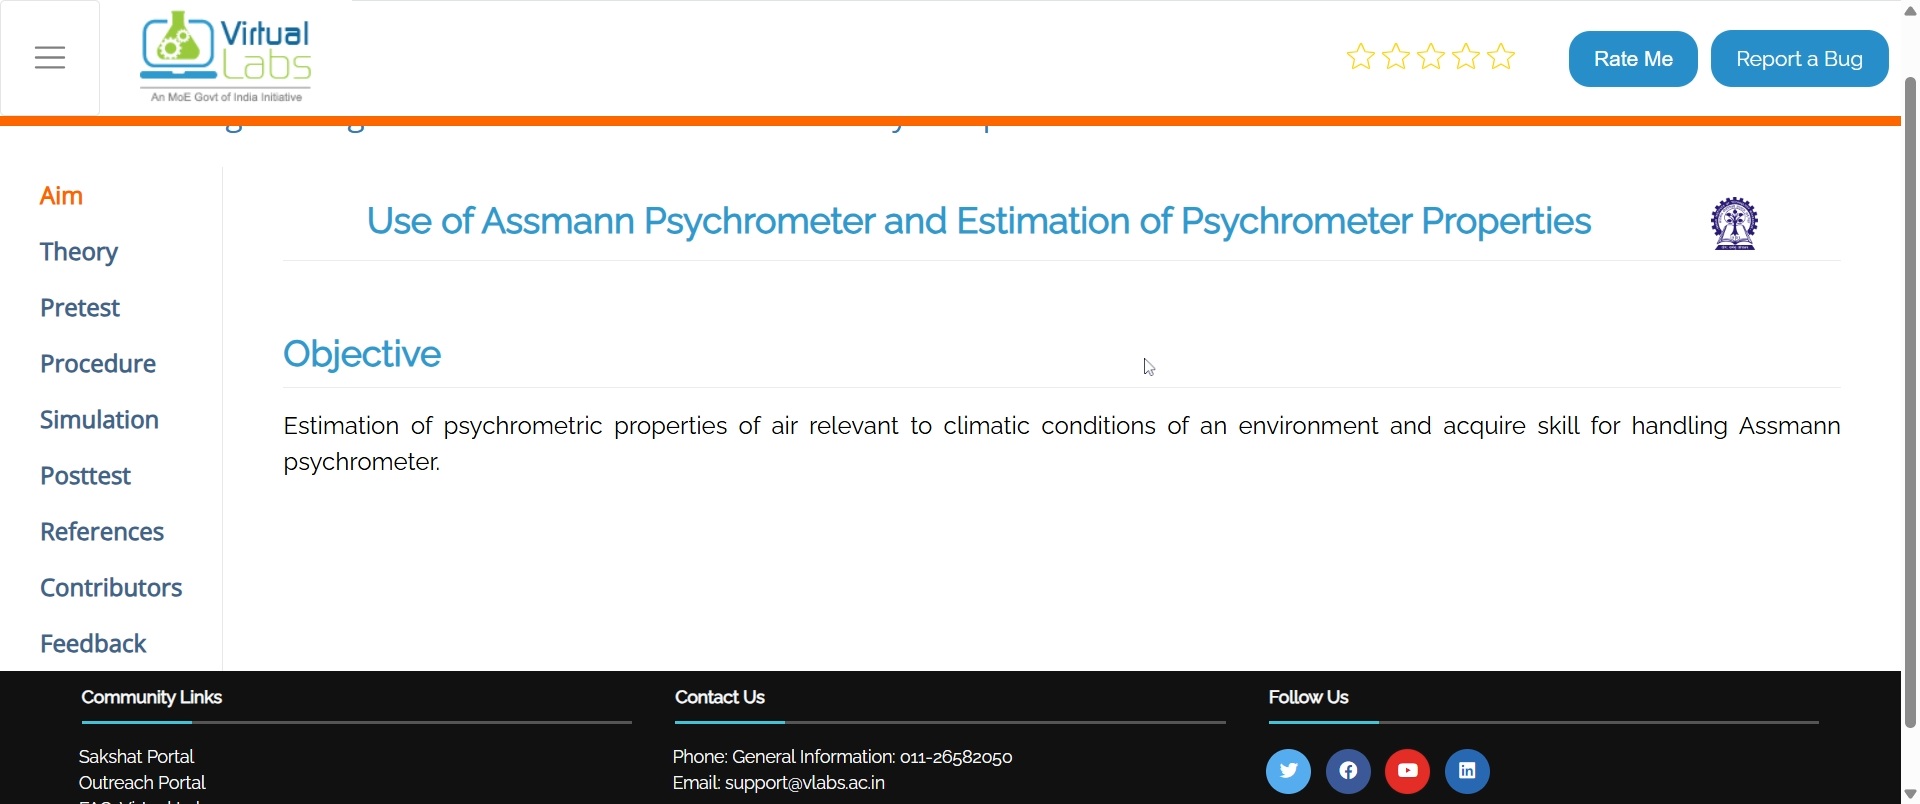 Virtual
Labs
An MoE Govt of India Initiative
Rate Me
Report a Bug
Aim
Theory
Pretest
Procedure
Simulation
Posttest
References
Contributors
Feedback
Use of Assmann Psychrometer and Estimation of Psychrometer Properties
Objective
Estimation of psychrometric properties of air relevant to climatic conditions of an environment and acquire skill for handling Assmann
psychrometer.
Community Links
Sakshat Portal
Outreach Portal
Contact Us
Phone: General Information: 011-26582050
Email: support@vlabs.ac.in
Follow Us